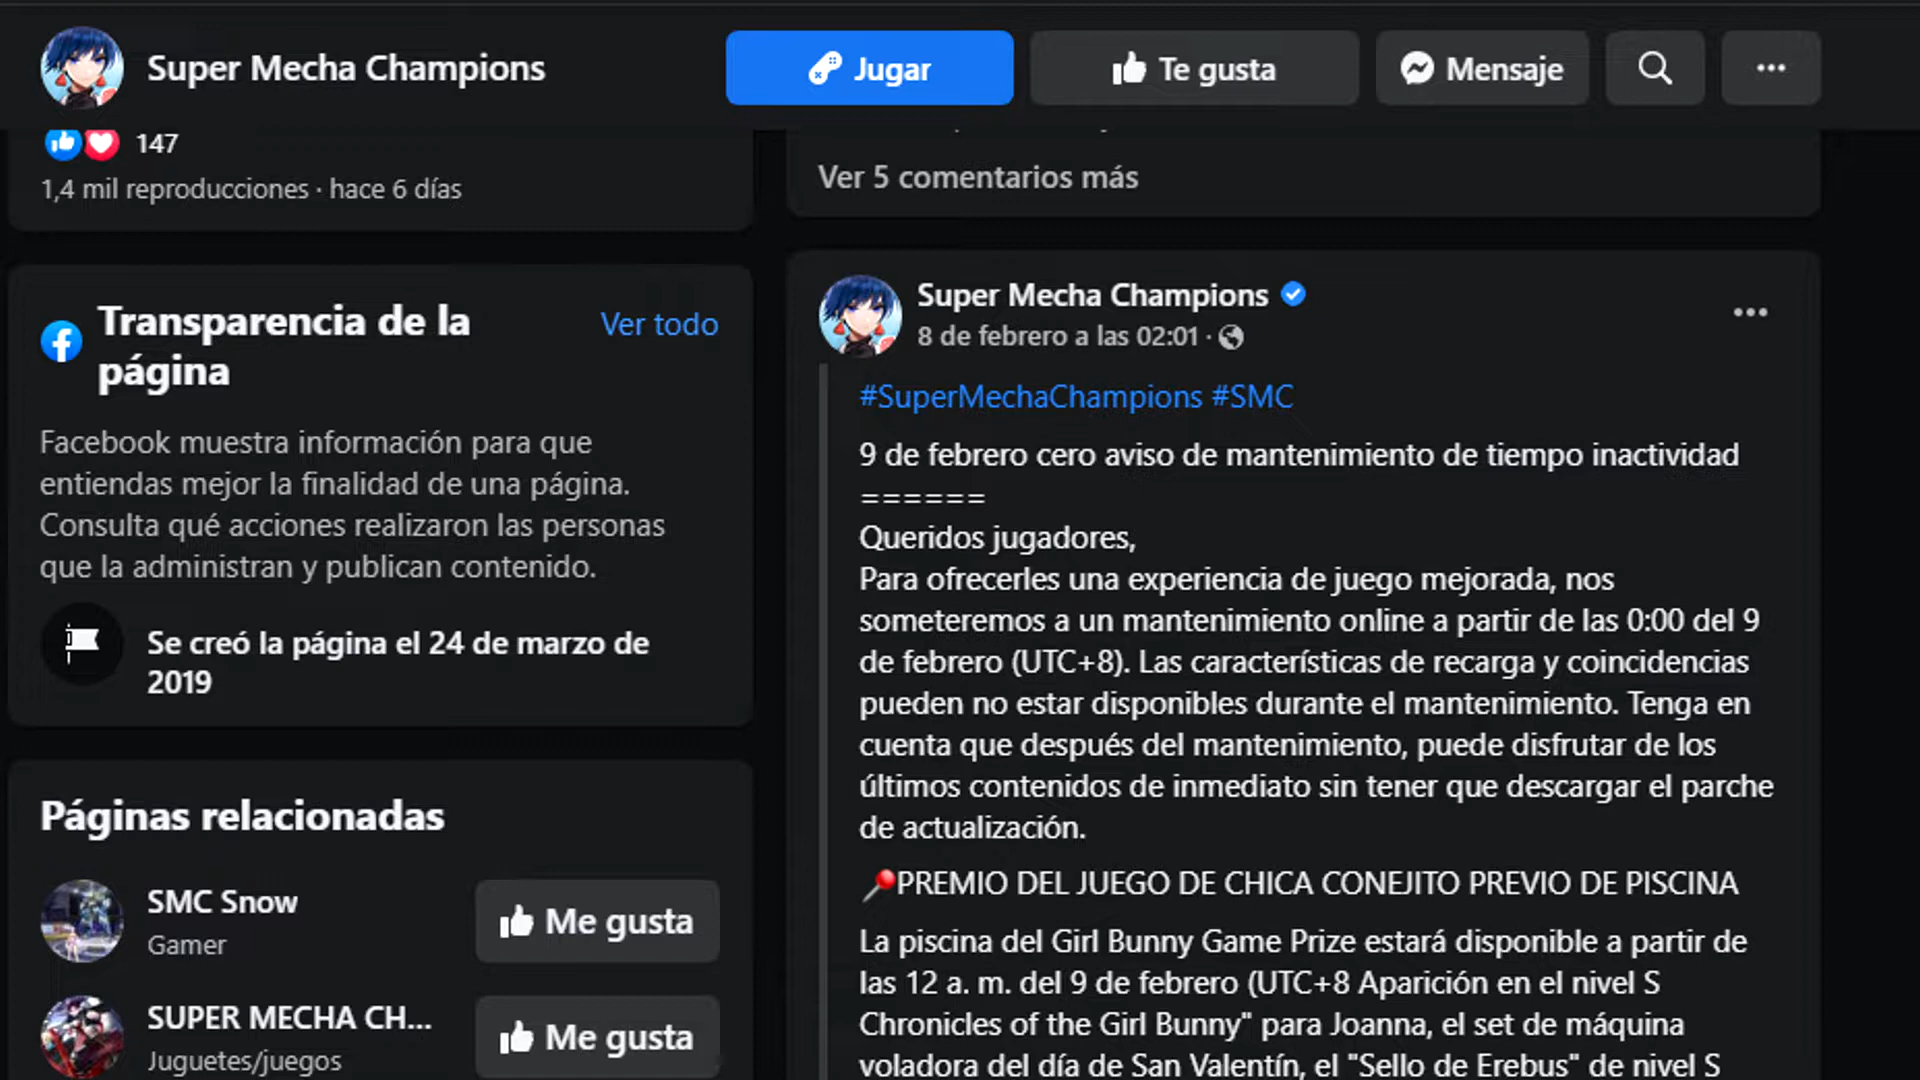 Super Mecha Champions
Jugar
Te gusta
Mensaje
147
1,4 mil reproducciones · hace 6 días
Transparencia de la
página
Ver todo
Facebook muestra información para que
entiendas mejor la finalidad de una página.
Consulta qué acciones realizaron las personas
que la administran y publican contenido.
Se creó la página el 24 de marzo de
2019
Páginas relacionadas
SMC Snow
Gamer
Me gusta
SUPER MECHA CH...
Juguetes/juegos
Me gusta
Ver 5 comentarios más
Super Mecha Champions
8 de febrero a las 02:01 ·
#SuperMechaChampions #SMC
9 de febrero cero aviso de mantenimiento de tiempo inactividad
======
Queridos jugadores,
Para ofrecerles una experiencia de juego mejorada, nos
someteremos a un mantenimiento online a partir de las 0:00 del 9
de febrero (UTC+8). Las características de recarga y coincidencias
pueden no estar disponibles durante el mantenimiento. Tenga en
cuenta que después del mantenimiento, puede disfrutar de los
últimos contenidos de inmediato sin tener que descargar el parche
de actualización.
📍PREMIO DEL JUEGO DE CHICA CONEJITO PREVIO DE PISCINA
La piscina del Girl Bunny Game Prize estará disponible a partir de
las 12 a. m. del 9 de febrero (UTC+8 Aparición en el nivel S
Chronicles of the Girl Bunny" para Joanna, el set de máquina
voladora del día de San Valentín, el "Sello de Erebus" de nivel S